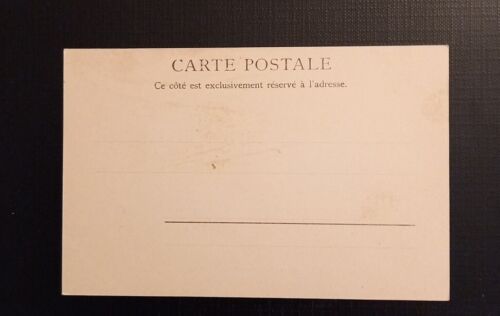 CARTE POSTALE
Ce côté est exclusivement réservé à l'adresse.